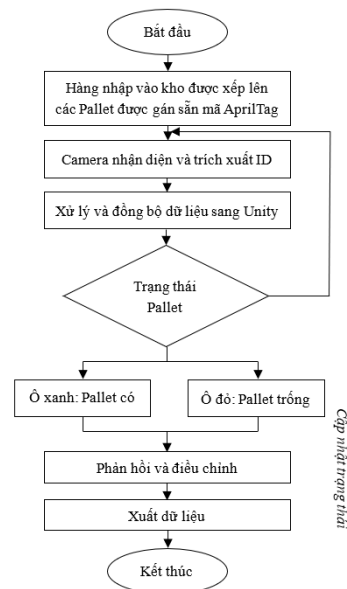 Bắt đầu
Hàng nhập vào kho được xếp lên
các Pallet được gán sẵn mã AprilTag
Camera nhận diện và trích xuất ID
Xử lý và đồng bộ dữ liệu sang Unity
Trạng thái
Pallet
Ô xanh: Pallet có
Ô đỏ: Pallet trống
Cập nhật trạng thái
Phản hồi và điều chỉnh
Xuất dữ liệu
Kết thúc